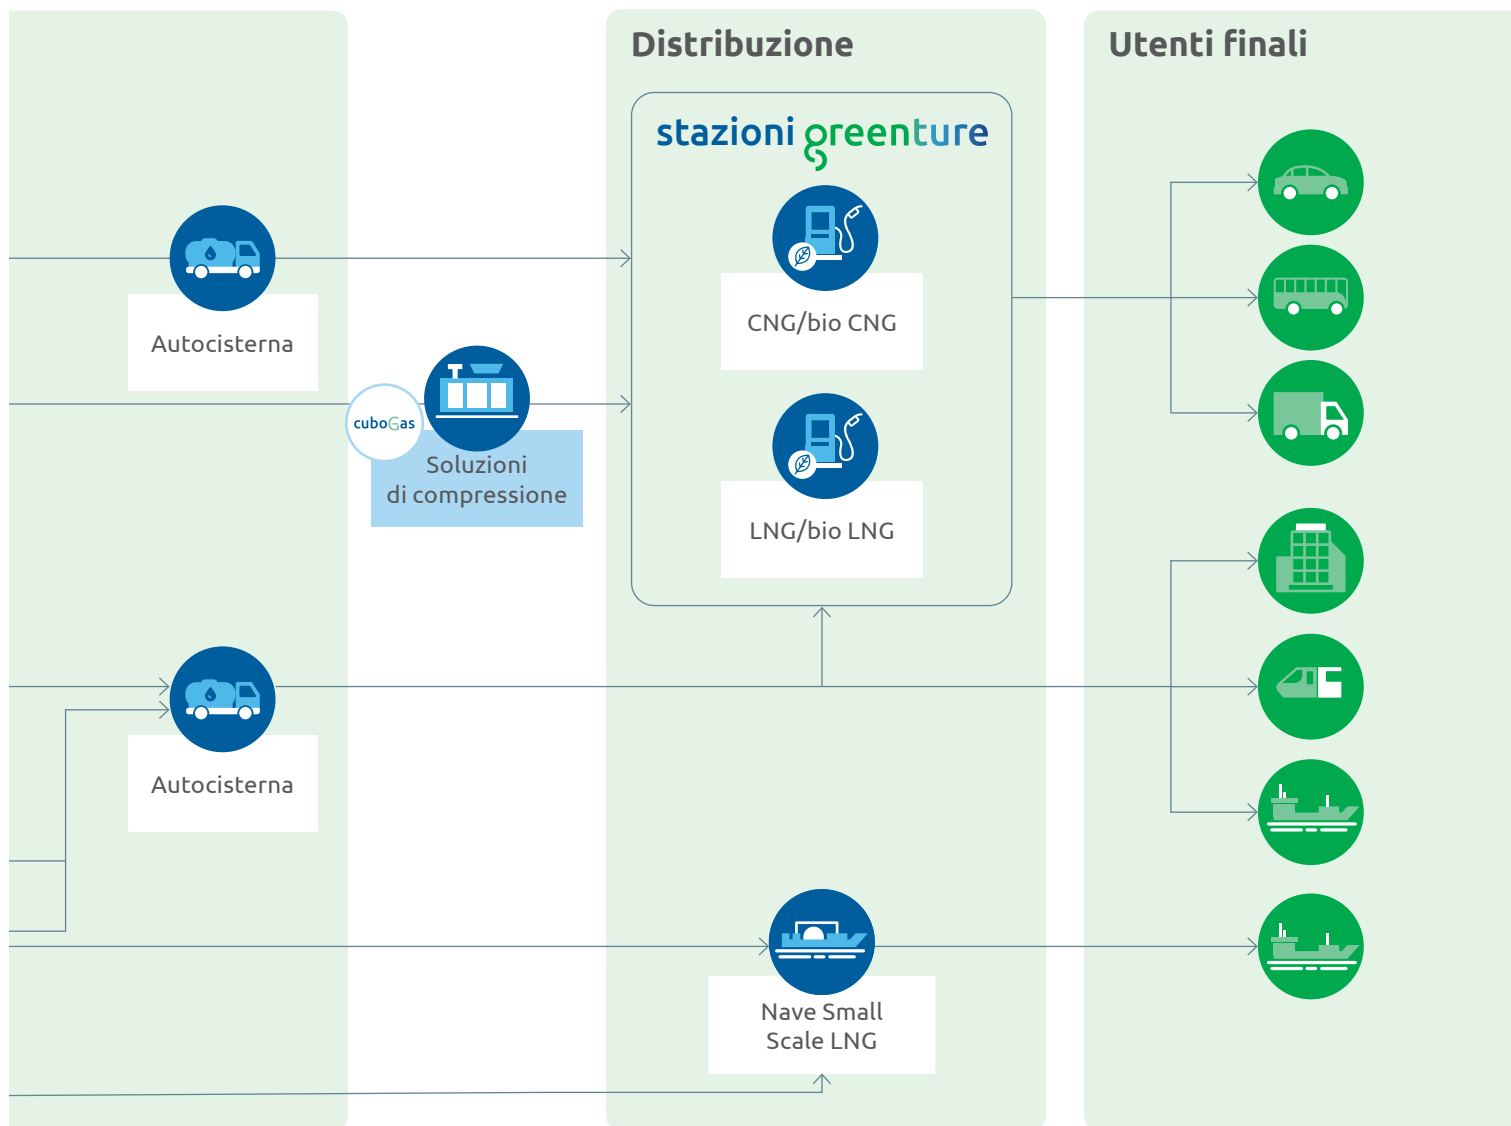 Distribuzione
Utenti finali
stazioni greenture
Autocisterna
CNG/bio CNG
cuboGas
Soluzioni
di compressione
LNG/bio LNG
Autocisterna
Nave Small
Scale LNG